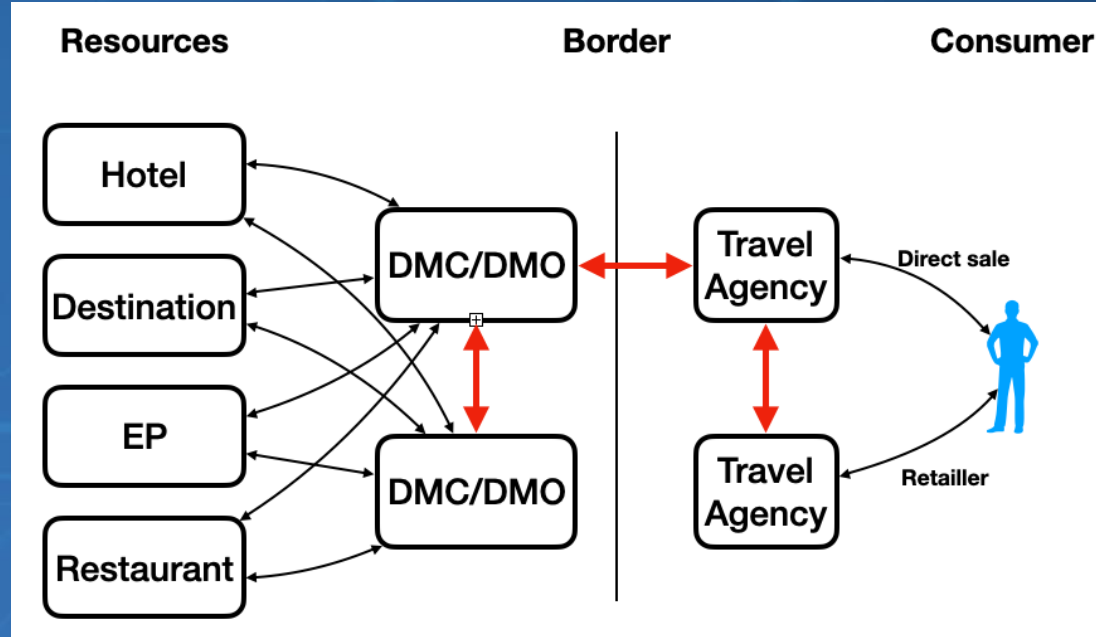 Resources
Border
Consumer
Hotel
Destination
EP
Restaurant
DMC/DMO
DMC/DMO
Travel
Agency
Travel
Agency
Direct sale
Retailler